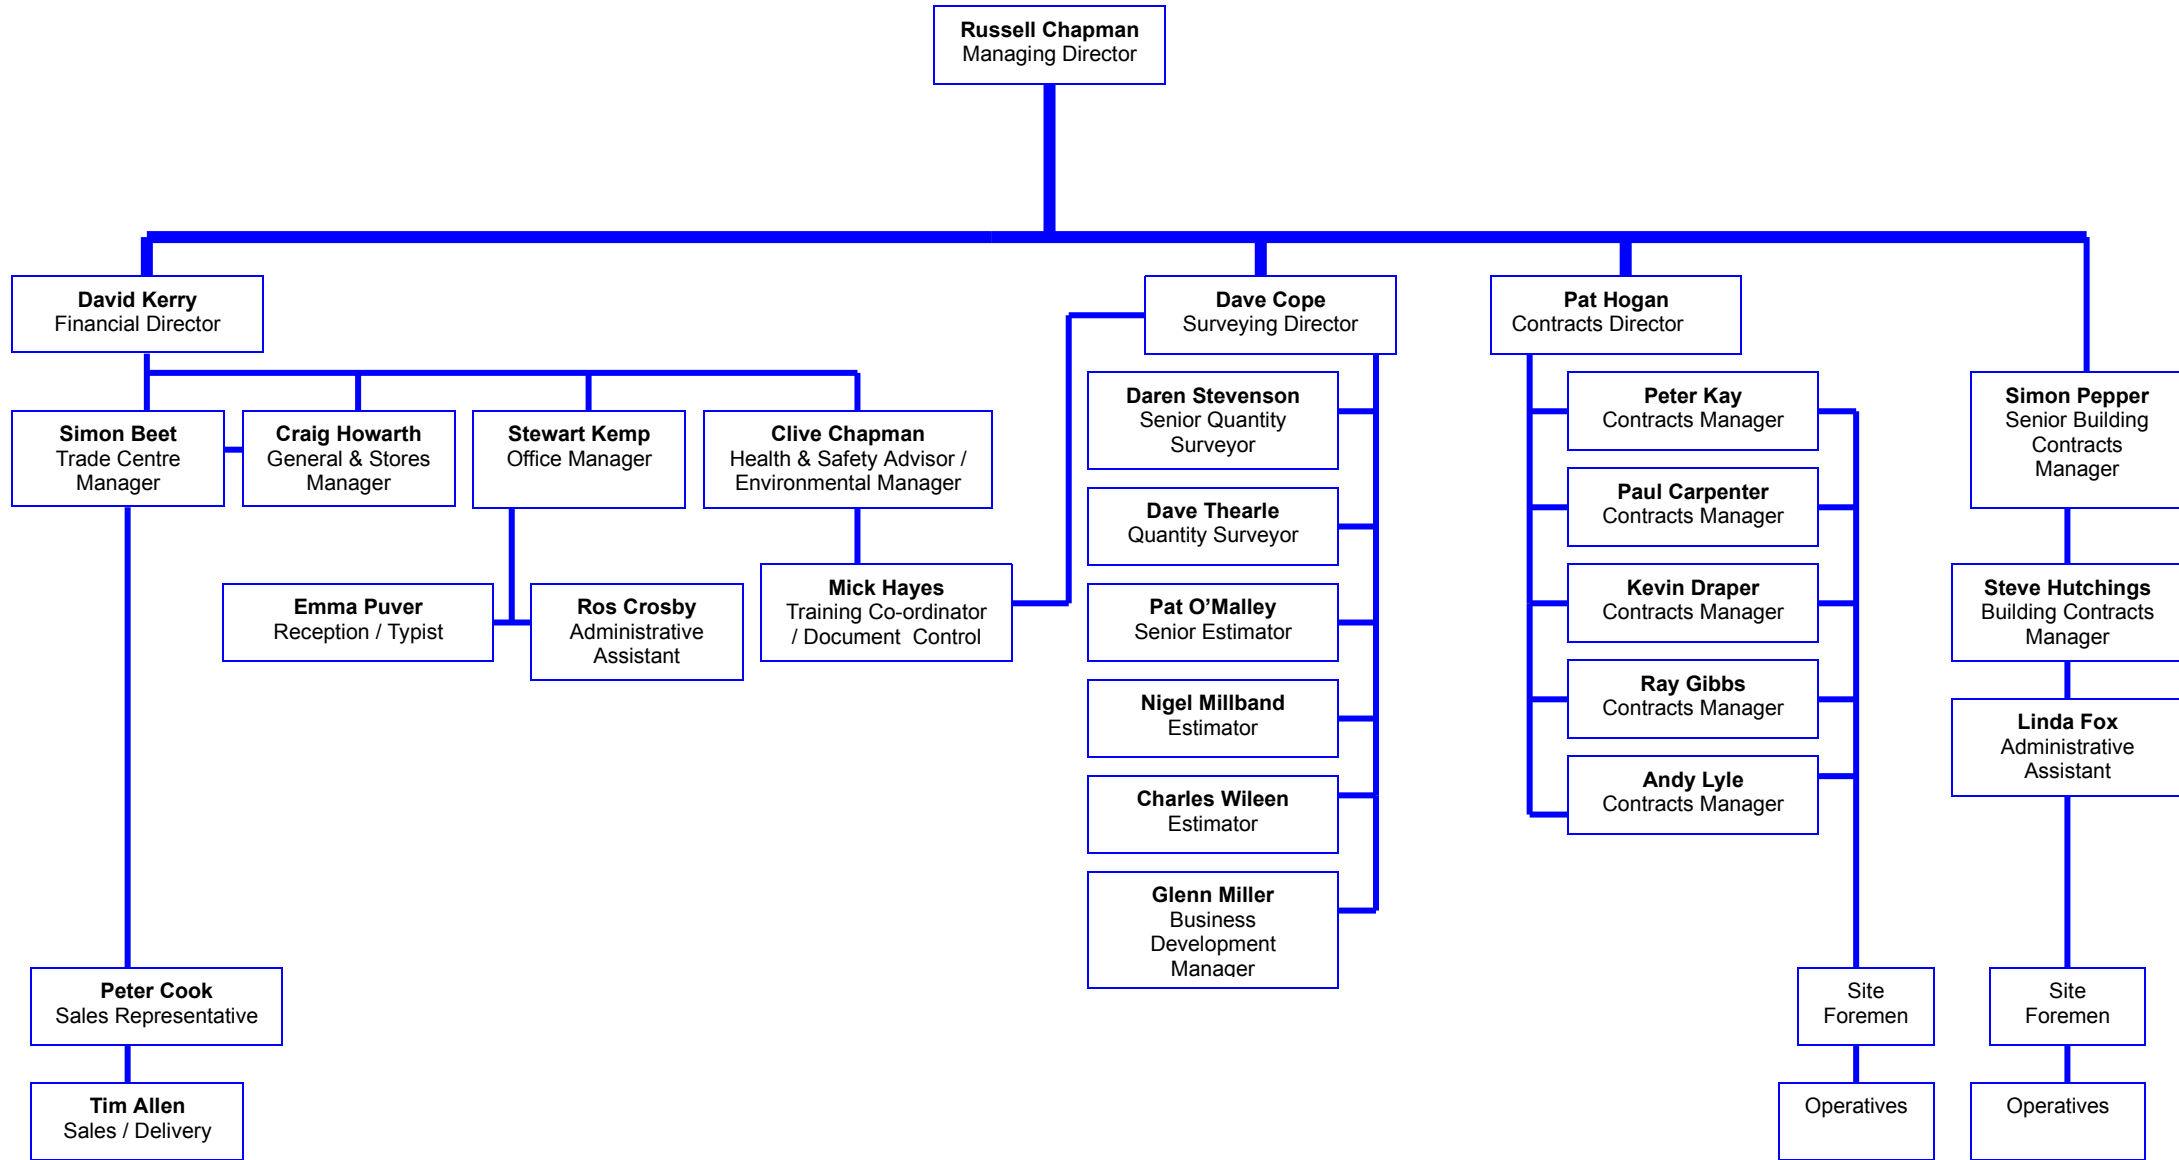 Russell Chapman
Managing Director
David Kerry
Financial Director
Dave Cope
Surveying Director
Pat Hogan
Contracts Director
Simon Beet
Trade Centre
Manager
Craig Howarth
General & Stores
Manager
Stewart Kemp
Office Manager
Clive Chapman
Health & Safety Advisor /
Environmental Manager
Emma Puver
Reception / Typist
Ros Crosby
Administrative
Assistant
Mick Hayes
Training Co-ordinator
/ Document  Control
Peter Cook
Sales Representative
Tim Allen
Sales / Delivery
Daren Stevenson
Senior Quantity
Surveyor
Dave Thearle
Quantity Surveyor
Pat O’Malley
Senior Estimator
Nigel Millband
Estimator
Charles Wileen
Estimator
Glenn Miller
Business
Development
Manager
Peter Kay
Contracts Manager
Paul Carpenter
Contracts Manager
Kevin Draper
Contracts Manager
Ray Gibbs
Contracts Manager
Andy Lyle
Contracts Manager
Site
Foremen
Operatives
Simon Pepper
Senior Building
Contracts
Manager
Steve Hutchings
Building Contracts
Manager
Linda Fox
Administrative
Assistant
Site
Foremen
Operatives